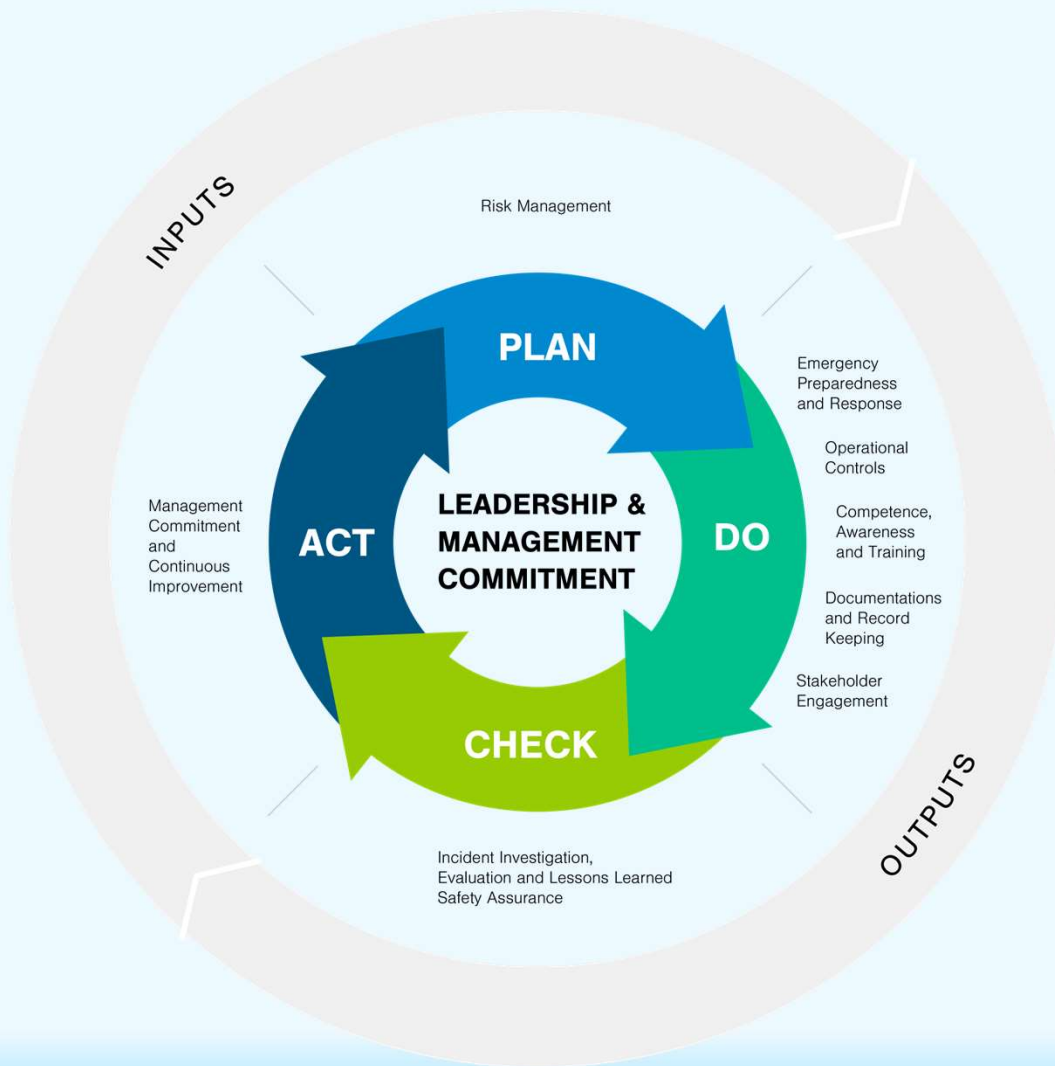 INPUTS
Risk Management
PLAN
Emergency
Preparedness
and Response
Operational
Controls
Competence,
Awareness
and Training
DO
Documentations
and Record
Keeping
Stakeholder
Engagement
LEADERSHIP &
MANAGEMENT
COMMITMENT
ACT
Management
Commitment
and
Continuous
Improvement
CHECK
Incident Investigation,
Evaluation and Lessons Learned
Safety Assurance
OUTPUTS